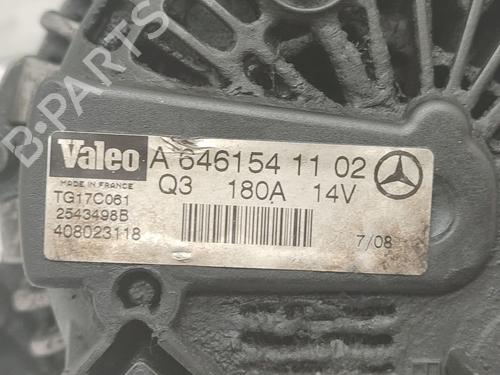 B-PARTS
Valeo A 646154 11 02
MADE IN FRANCE Q3 180A 14V
TG17C061
2543498B
408023118 7/08